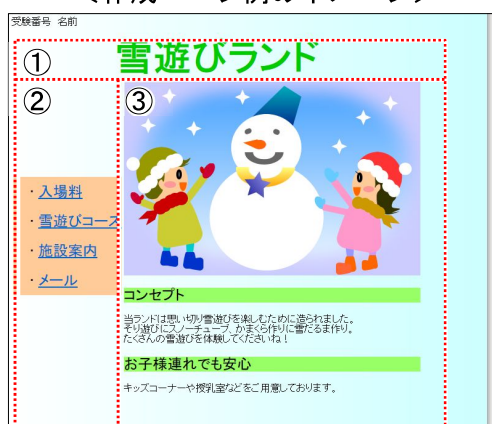 受験番号 名前
① 雪遊びランド
②
③
・入場料
・雪遊びコース
・施設案内
・メール
コンセプト
当ランドは思い切り雪遊びを楽しむために造られました。
そり遊びにスノーチューブ、かまくら作りに雪だるま作り。
たくさんの雪遊びを体験してくださいね！
お子様連れでも安心
キッズコーナーや授乳室などをご用意しております。